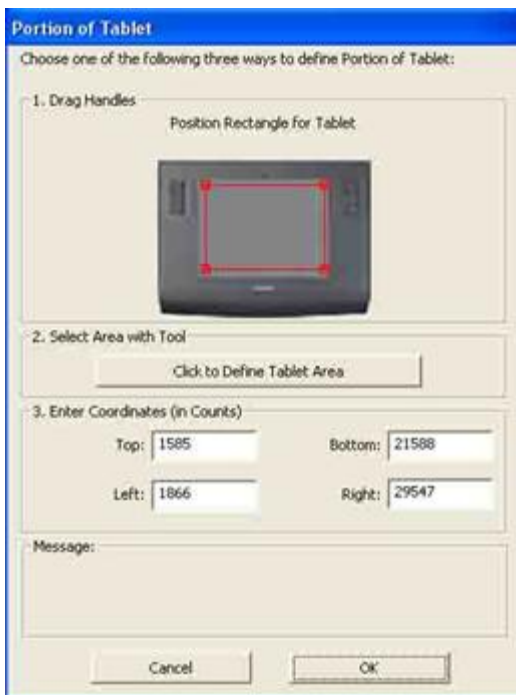 Portion of Tablet
Choose one of the following three ways to define Portion of Tablet:
1. Drag Handles
Position Rectangle for Tablet
2. Select Area with Tool
Click to Define Tablet Area
3. Enter Coordinates (in Counts)
Top: 1585 Bottom: 21588
Left: 1866 Right: 29547
Message:
Cancel OK